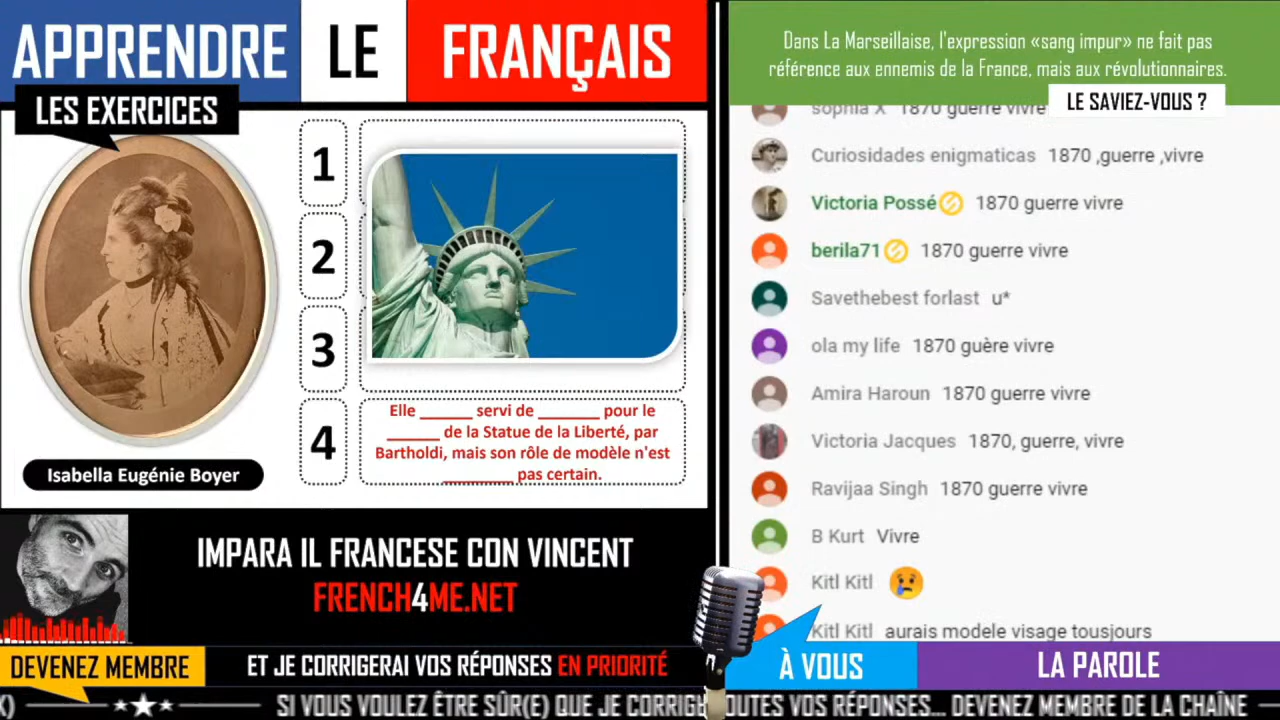 APPRENDRE LE FRANÇAIS
LES EXERCICES
1
2
3
4
Elle ______ servi de _______ pour le
______ de la Statue de la Liberté, par
Bartholdi, mais son rôle de modèle n'est
________ pas certain.
Isabella Eugénie Boyer
IMPARA IL FRANCESE CON VINCENT
FRENCH4ME.NET
DEVENEZ MEMBRE
ET JE CORRIGERAI VOS RÉPONSES EN PRIORITÉ
Dans La Marseillaise, l'expression «sang impur» ne fait pas
référence aux ennemis de la France, mais aux révolutionnaires.
LE SAVIEZ-VOUS ?
sophia X 1870 guerre vivre
Curiosidades enigmaticas 1870 ,guerre ,vivre
Victoria Possé 1870 guerre vivre
berila71 1870 guerre vivre
Savethebest forlast u*
ola my life 1870 guère vivre
Amira Haroun 1870 guerre vivre
Victoria Jacques 1870, guerre, vivre
Ravijaa Singh 1870 guerre vivre
B Kurt Vivre
Kitl Kitl 😢
Kitl Kitl aurais modele visage tousjours
À VOUS
LA PAROLE
SI VOUS VOULEZ ÊTRE SÛR(E) QUE JE CORRIG OUTES VOS RÉPONSES... DEVENEZ MEMBRE DE LA CHAÎNE